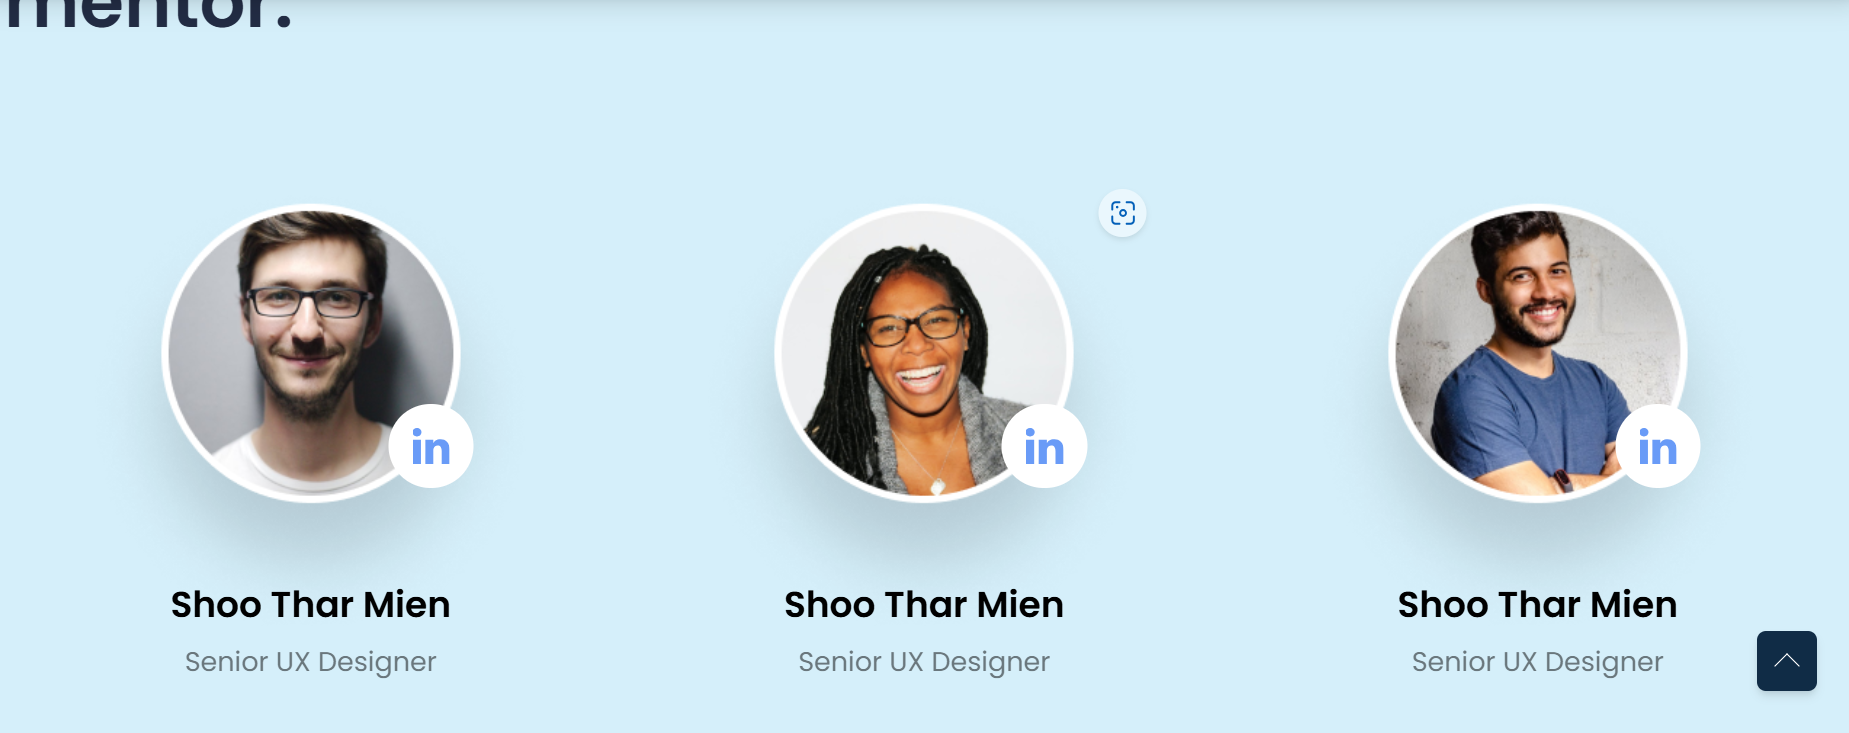 mentor.
in
in
in
Shoo Thar Mien
Shoo Thar Mien
Shoo Thar Mien
Senior UX Designer
Senior UX Designer
Senior UX Designer